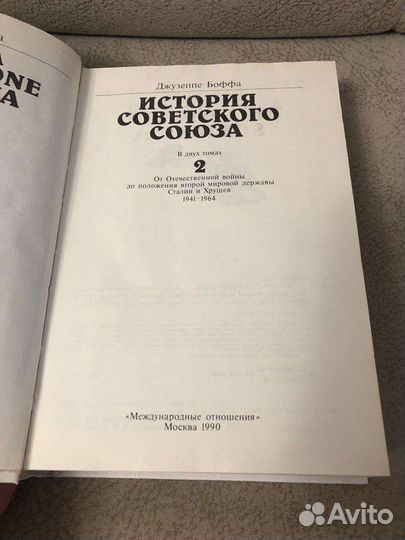 ONE
Джузеппе Боффа
ИСТОРИЯ
СОВЕТСКОГО
СОЮЗА
В двух томах
2
От Отечественной войны
до положения второй мировой державы
Сталин и Хрущев
1941-1964
«Международные отношения»
Москва 1990
Avito